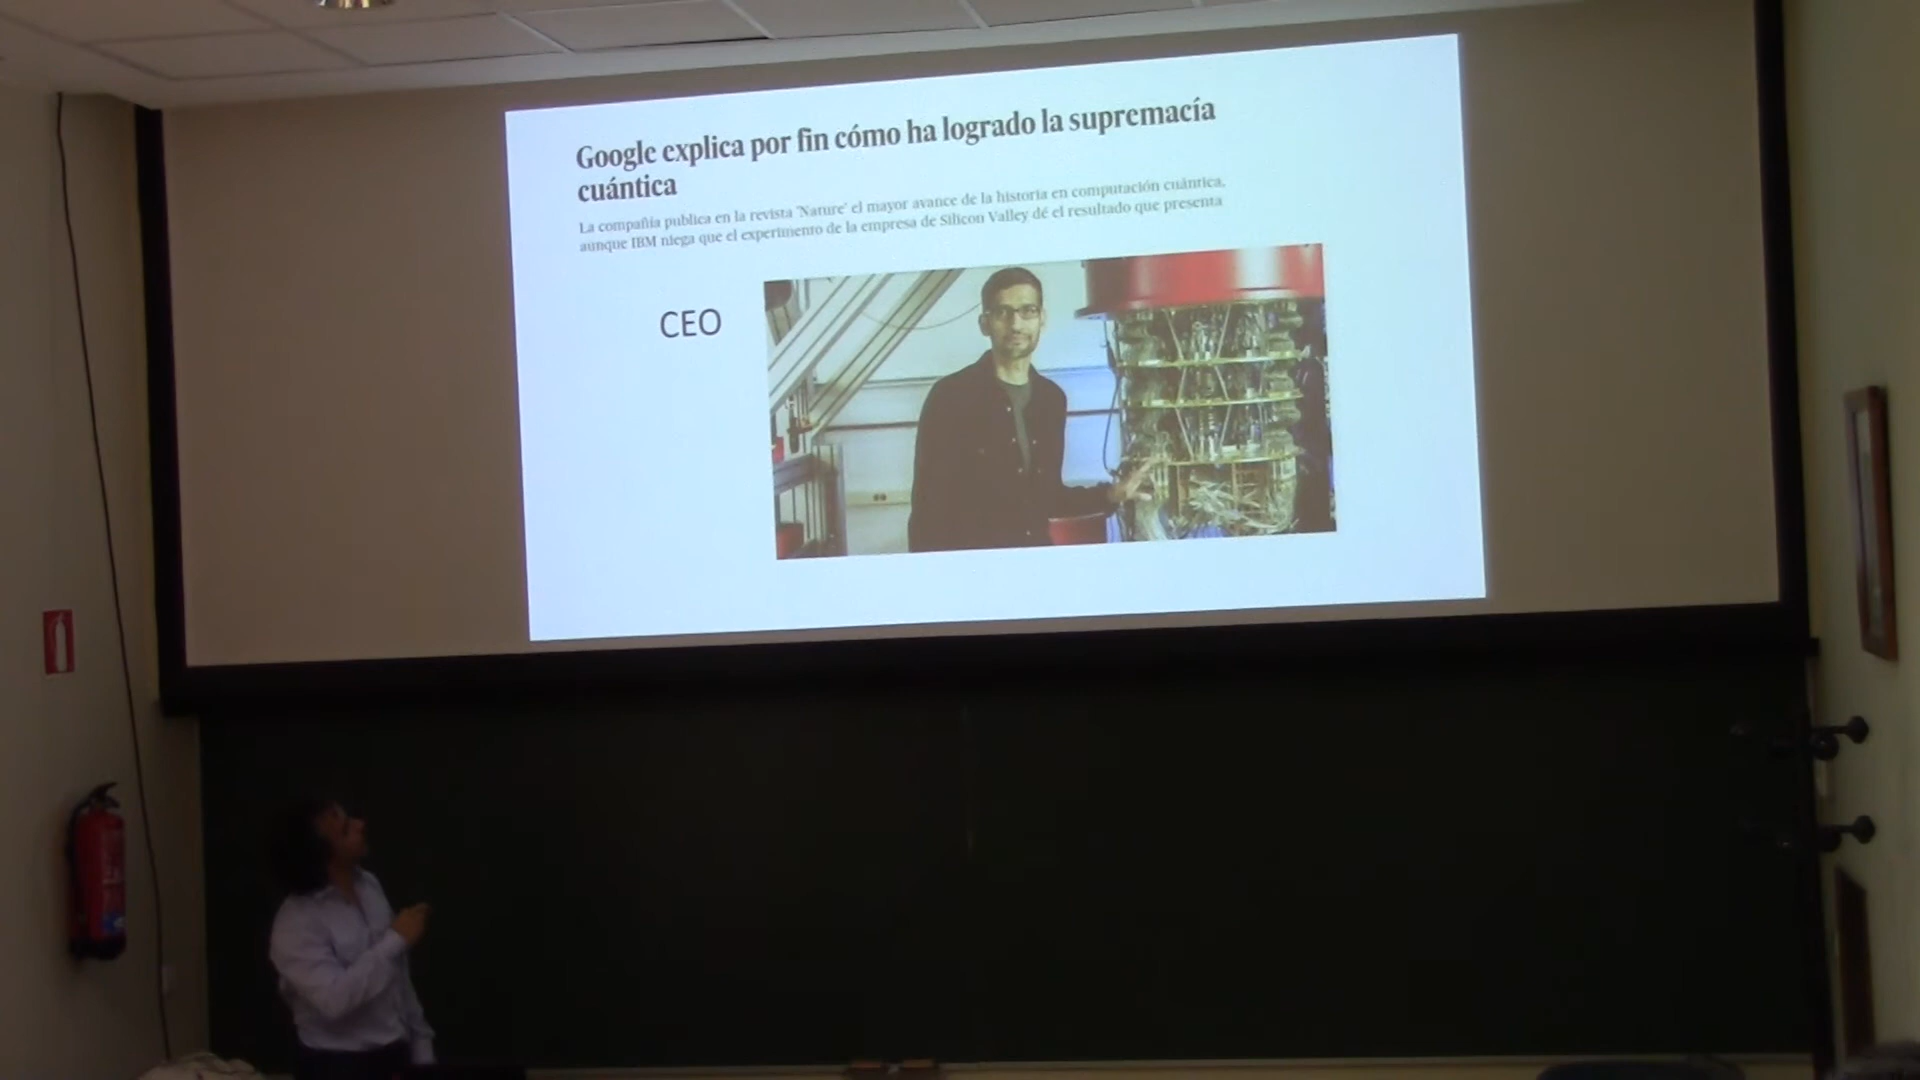 Google explica por fin cómo ha logrado la supremacía
cuántica
La compañía publica en la revista 'Nature' el mayor avance de la historia en computación cuántica,
aunque IBM niega que el experimento de la empresa de Silicon Valley dé el resultado que presenta
CEO